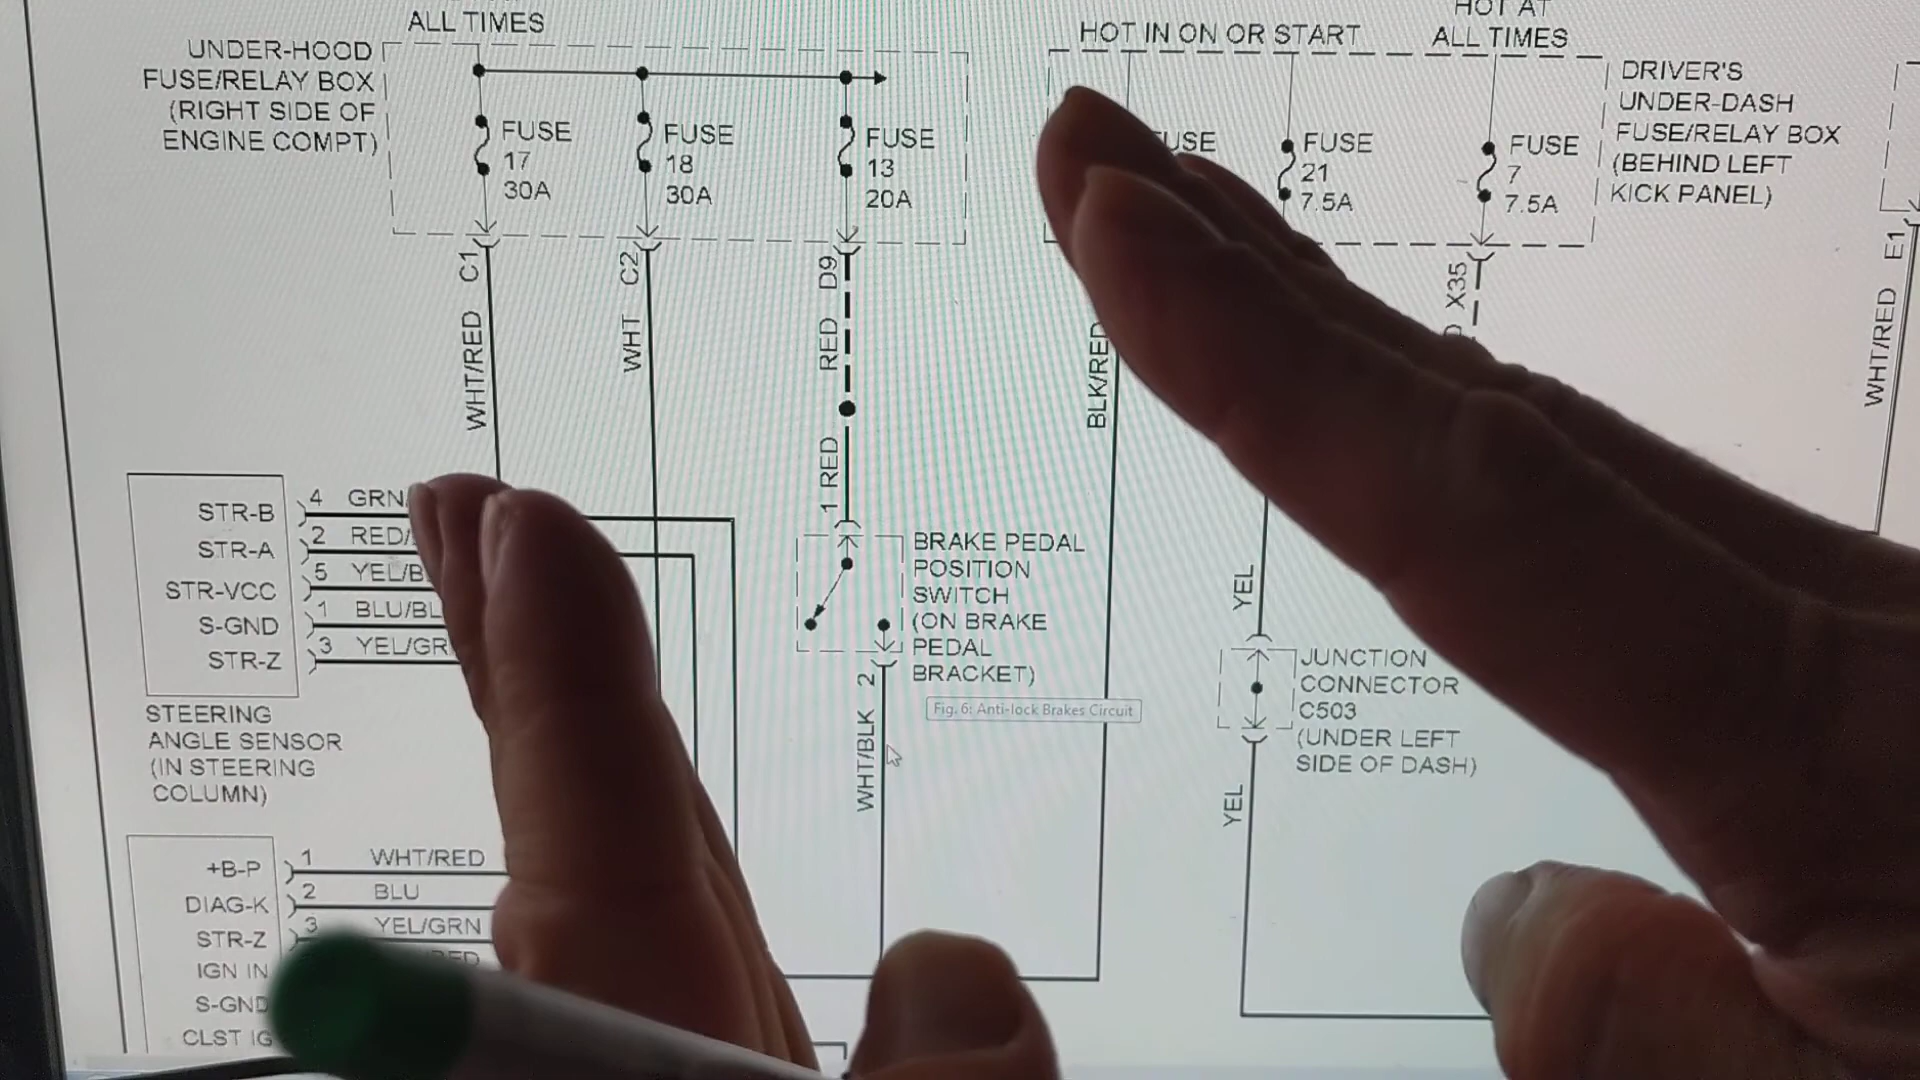 ALL TIMES
UNDER-HOOD
FUSE/RELAY BOX
(RIGHT SIDE OF
ENGINE COMPT)
FUSE
17
30A
FUSE
18
30A
FUSE
13
20A
HOT IN ON OR START
HOT AT
ALL TIMES
FUSE
21
7.5A
FUSE
7
7.5A
DRIVER'S
UNDER-DASH
FUSE/RELAY BOX
(BEHIND LEFT
KICK PANEL)
C1
C2
D9
X35
E1
WHT/RED
WHT
RED
BLK/RED
WHT/RED
1 RED
STR-B 4 GRN
STR-A 2 RED/
STR-VCC 5 YEL/B
S-GND 1 BLU/BL
STR-Z 3 YEL/GR
STEERING
ANGLE SENSOR
(IN STEERING
COLUMN)
BRAKE PEDAL
POSITION
SWITCH
(ON BRAKE
PEDAL
BRACKET)
2
WHT/BLK
Fig. 6: Anti-lock Brakes Circuit
YEL
JUNCTION
CONNECTOR
C503
(UNDER LEFT
SIDE OF DASH)
YEL
+B-P 1 WHT/RED
DIAG-K 2 BLU
STR-Z 3 YEL/GRN
IGN IN
S-GND
CLST IG